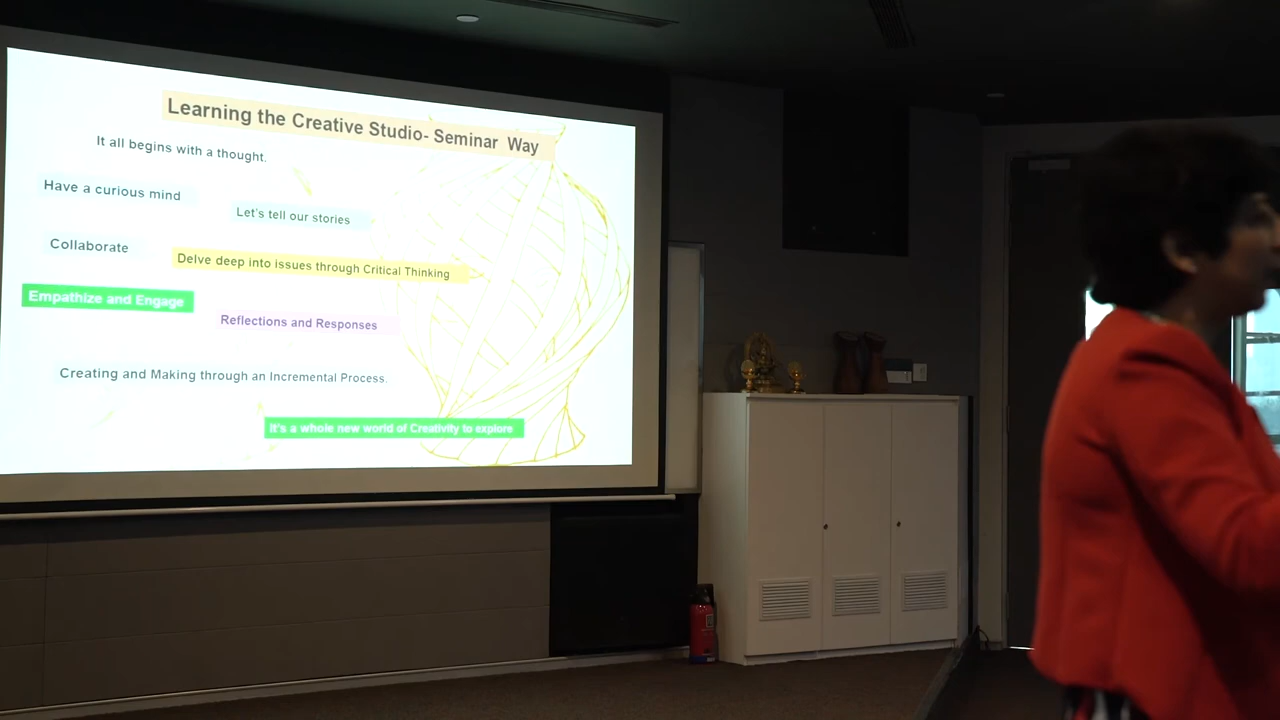 Learning the Creative Studio- Seminar Way
It all begins with a thought.
Have a curious mind
Let's tell our stories
Collaborate
Delve deep into issues through Critical Thinking
Empathize and Engage
Reflections and Responses
Creating and Making through an Incremental Process.
It's a whole new world of Creativity to explore